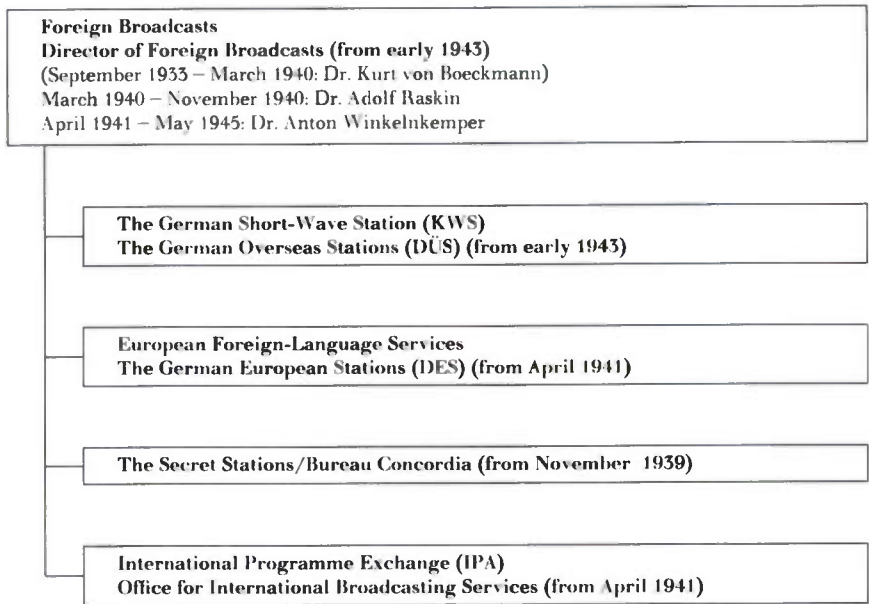 Foreign Broadcasts
Director of Foreign Broadcasts (from early 1943)
(September 1933 – March 1940: Dr. Kurt von Boeckmann)
March 1940 – November 1940: Dr. Adolf Raskin
April 1941 – May 1945: Dr. Anton Winkelnkemper
The German Short-Wave Station (KWS)
The German Overseas Stations (DÜS) (from early 1943)
European Foreign-Language Services
The German European Stations (DES) (from April 1941)
The Secret Stations/Bureau Concordia (from November 1939)
International Programme Exchange (IPA)
Office for International Broadcasting Services (from April 1941)